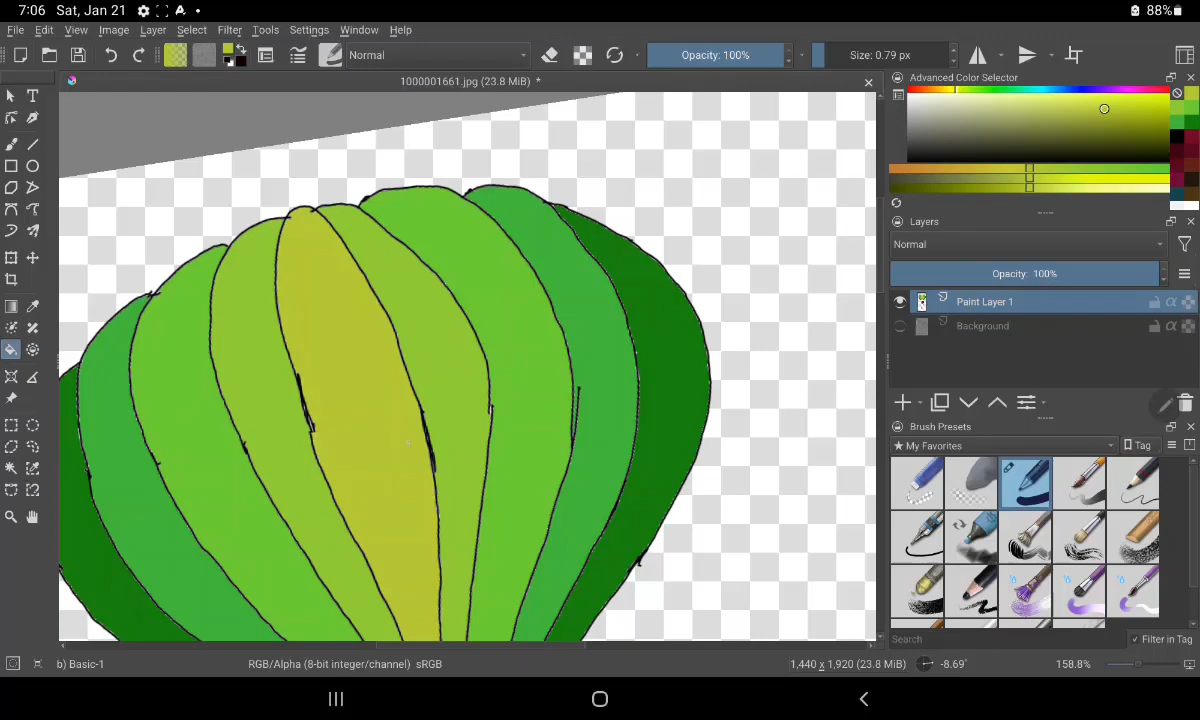 7:06 Sat, Jan 21
88%
File Edit View Image Layer Select Filter Tools Settings Window Help
Normal
Opacity: 100%
Size: 0.79 px
1000001661.jpg (23.8 MiB) *
Advanced Color Selector
Layers
Normal
Opacity: 100%
Paint Layer 1
Background
Brush Presets
★ My Favorites
Tag
Search
Filter in Tag
b) Basic-1
RGB/Alpha (8-bit integer/channel) sRGB
1,440 x 1,920 (23.8 MiB)
-8.69°
158.8%